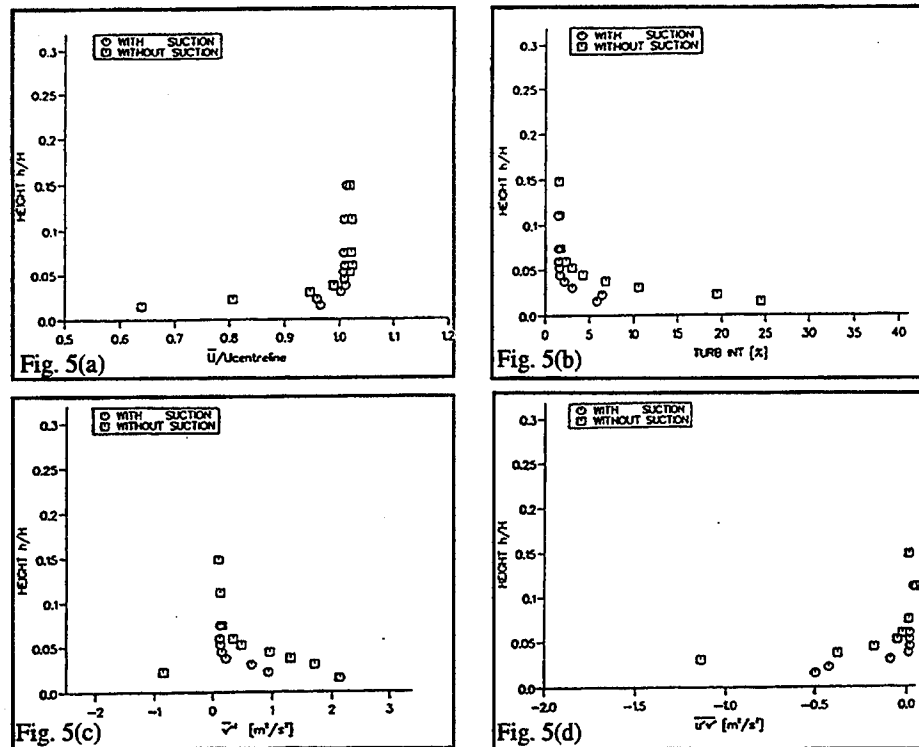 WITH SUCTION
WITHOUT SUCTION
HEIGHT h/H
0.3
0.25
0.2
0.15
0.1
0.05
0.0
0.5 0.6 0.7 0.8 0.9 1.0 1.1 1.2
u̅/Ucentreline
Fig. 5(a)
WITH SUCTION
WITHOUT SUCTION
HEIGHT h/H
0.3
0.25
0.2
0.15
0.1
0.05
0.0
0 5 10 15 20 25 30 35 40
TURB INT [%]
Fig. 5(b)
WITH SUCTION
WITHOUT SUCTION
HEIGHT h/H
0.3
0.25
0.2
0.15
0.1
0.05
0.0
-2 -1 0 1 2 3
[m²/s²]
Fig. 5(c)
WITH SUCTION
WITHOUT SUCTION
HEIGHT h/H
0.3
0.25
0.2
0.15
0.1
0.05
0.0
-2.0 -1.5 -1.0 -0.5 0.0
u'v' [m²/s²]
Fig. 5(d)